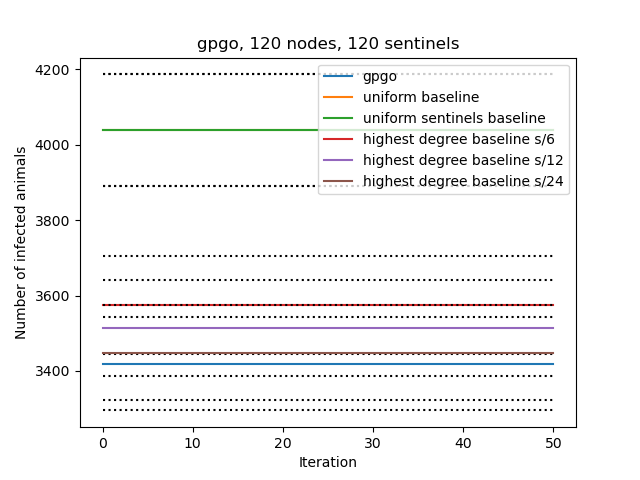 gpgo, 120 nodes, 120 sentinels
4200
4000
3800
3600
3400
Number of infected animals
gpgo
uniform baseline
uniform sentinels baseline
highest degree baseline s/6
highest degree baseline s/12
highest degree baseline s/24
0 10 20 30 40 50
Iteration